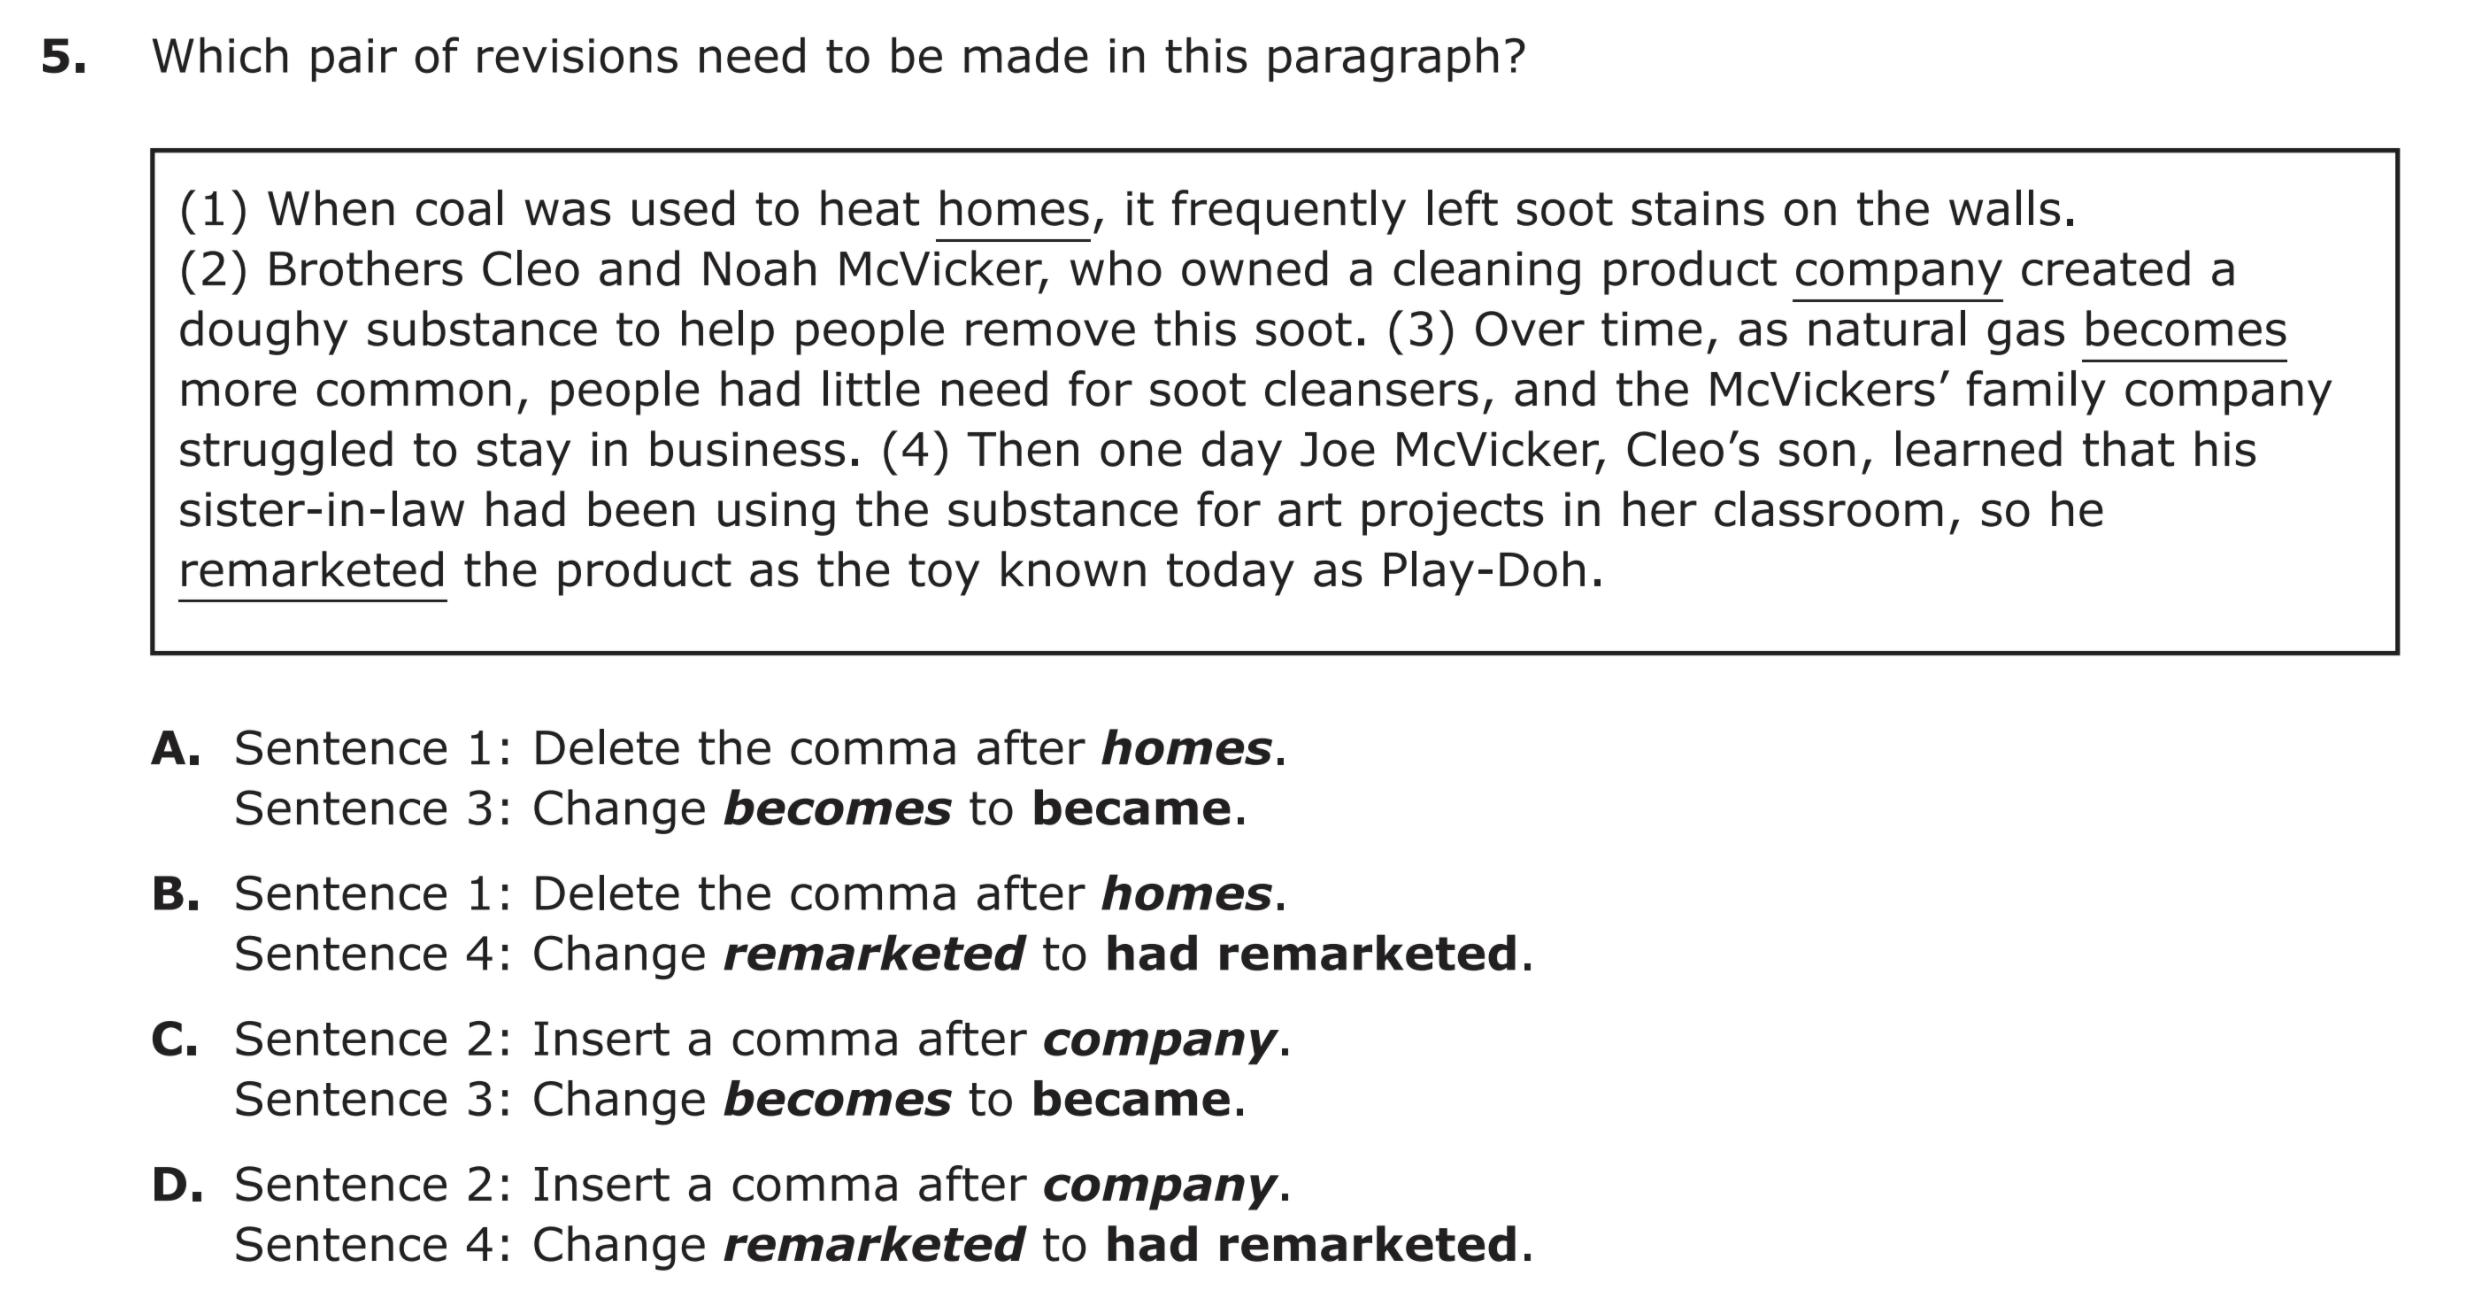 5. Which pair of revisions need to be made in this paragraph?
(1) When coal was used to heat homes, it frequently left soot stains on the walls.
(2) Brothers Cleo and Noah McVicker, who owned a cleaning product company created a
doughy substance to help people remove this soot. (3) Over time, as natural gas becomes
more common, people had little need for soot cleansers, and the McVickers’ family company
struggled to stay in business. (4) Then one day Joe McVicker, Cleo’s son, learned that his
sister-in-law had been using the substance for art projects in her classroom, so he
remarketed the product as the toy known today as Play-Doh.
A. Sentence 1: Delete the comma after homes.
Sentence 3: Change becomes to became.
B. Sentence 1: Delete the comma after homes.
Sentence 4: Change remarketed to had remarketed.
C. Sentence 2: Insert a comma after company.
Sentence 3: Change becomes to became.
D. Sentence 2: Insert a comma after company.
Sentence 4: Change remarketed to had remarketed.